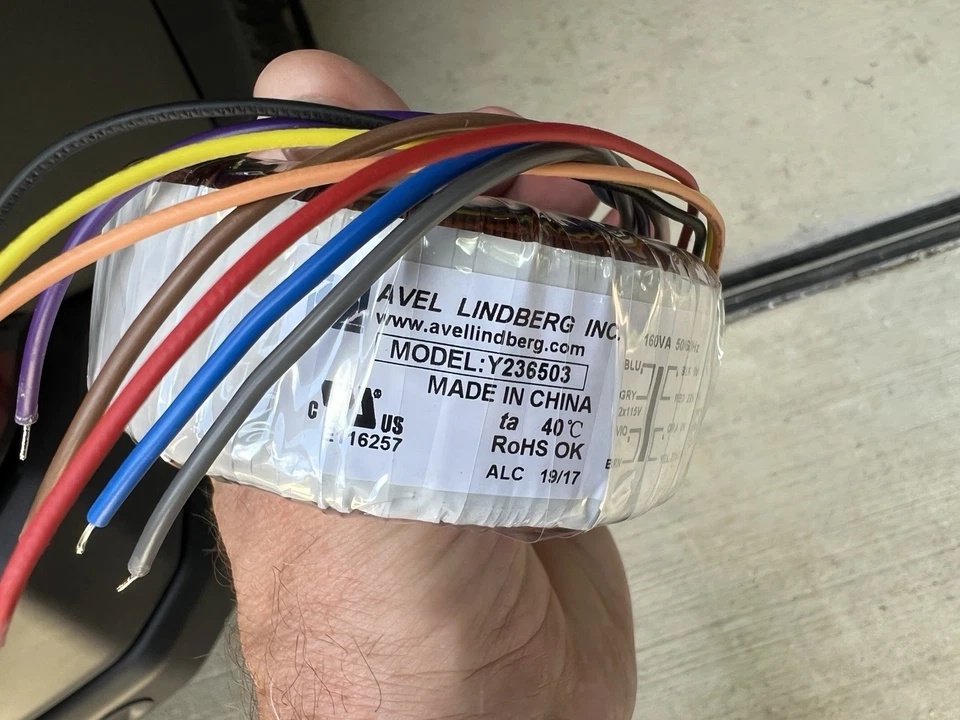 AVEL LINDBERG INC.
www.avellindberg.com
MODEL:Y236503
MADE IN CHINA
c US
E116257
ta 40°C
RoHS OK
ALC 19/17
160VA 50/60Hz
BLU
GRY
2x115V
VIO